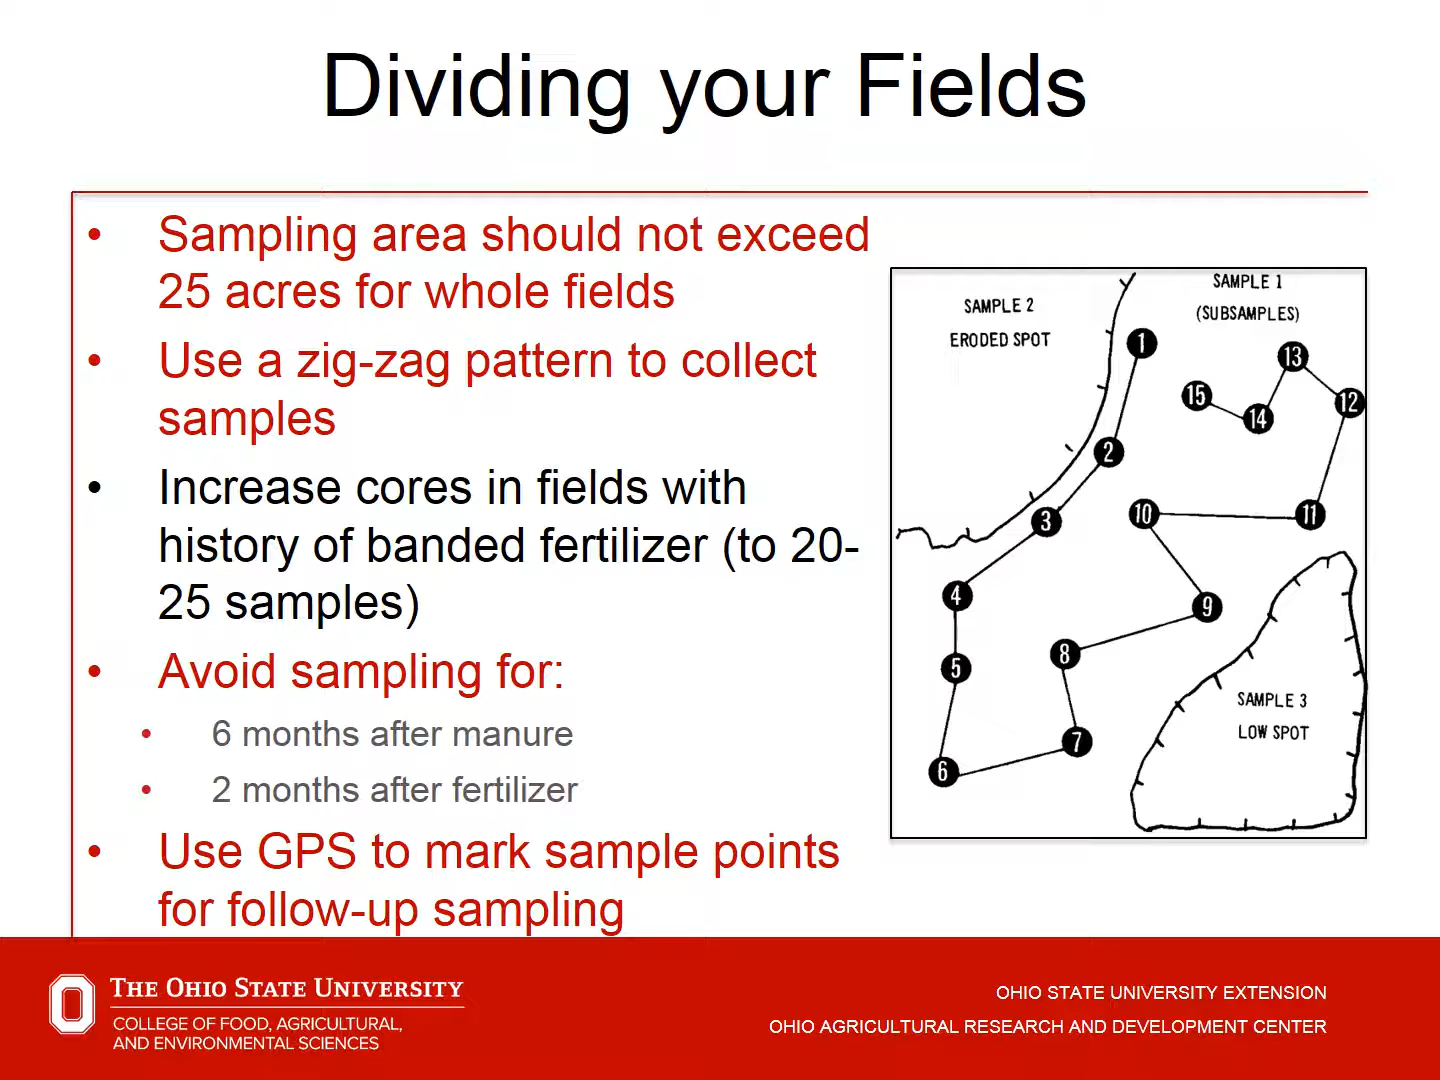 Dividing your Fields
• Sampling area should not exceed
25 acres for whole fields
• Use a zig-zag pattern to collect
samples
• Increase cores in fields with
history of banded fertilizer (to 20-
25 samples)
• Avoid sampling for:
• 6 months after manure
• 2 months after fertilizer
• Use GPS to mark sample points
for follow-up sampling
SAMPLE 2
ERODED SPOT
SAMPLE 1
(SUBSAMPLES)
1
2
3
4
5
6
7
8
9
10
11
12
13
14
15
SAMPLE 3
LOW SPOT
THE OHIO STATE UNIVERSITY
COLLEGE OF FOOD, AGRICULTURAL,
AND ENVIRONMENTAL SCIENCES
OHIO STATE UNIVERSITY EXTENSION
OHIO AGRICULTURAL RESEARCH AND DEVELOPMENT CENTER